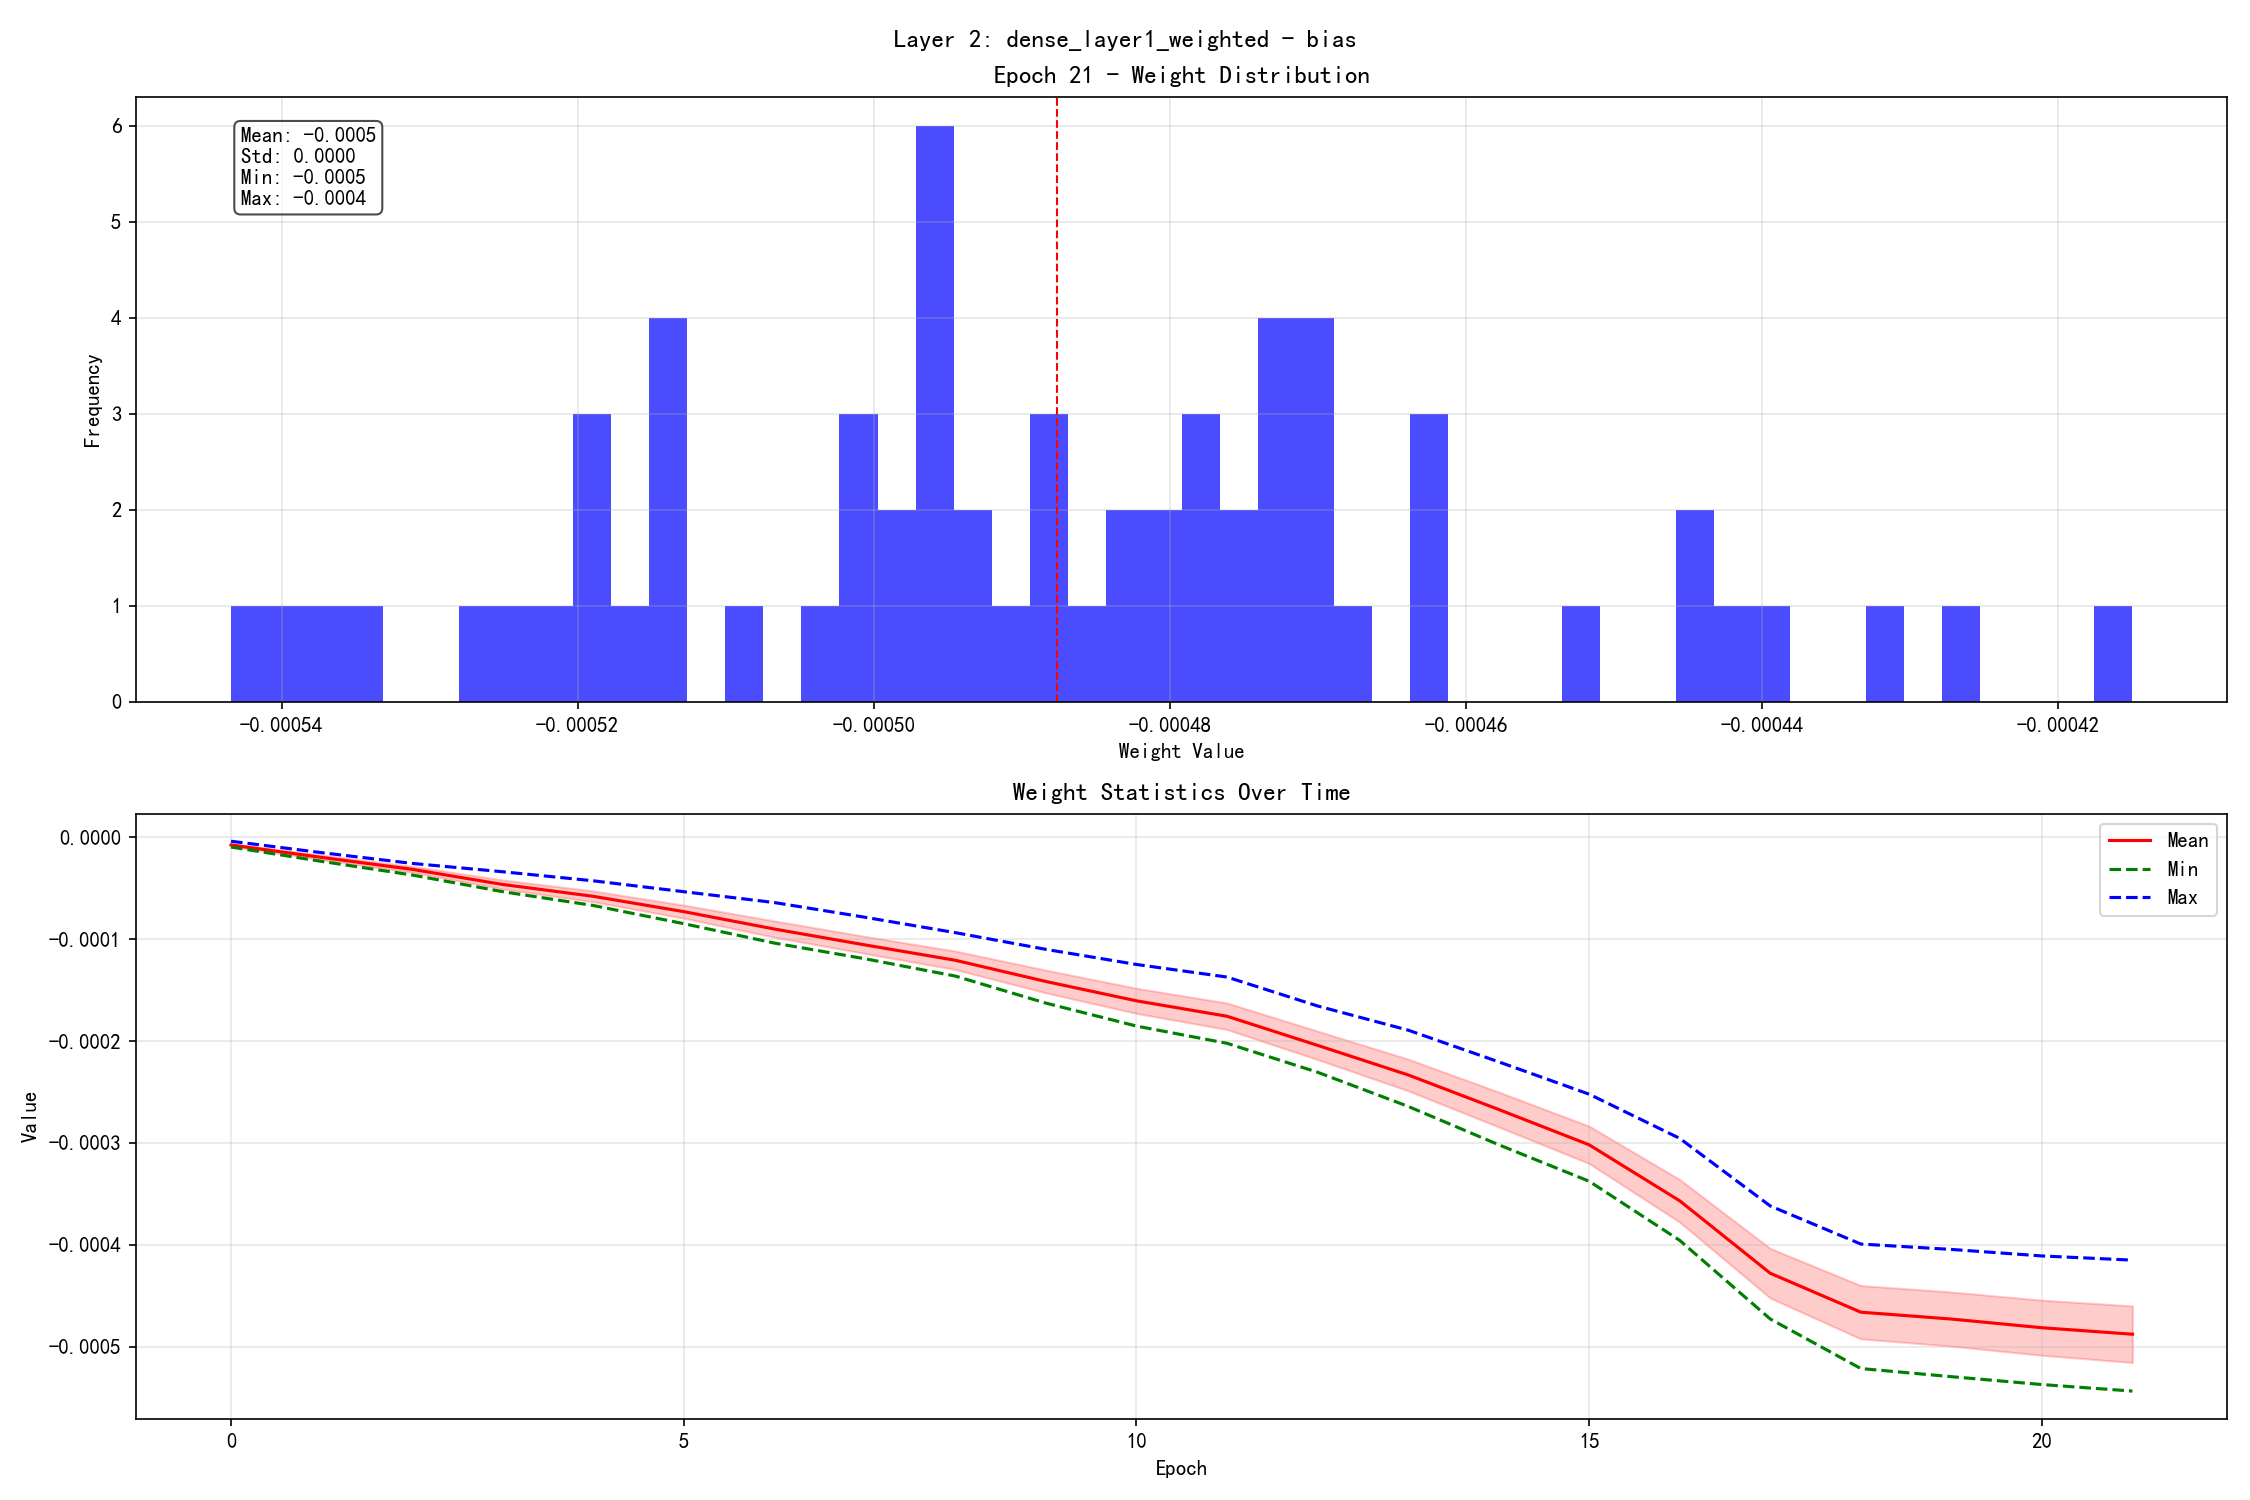 Layer 2: dense_layer1_weighted - bias
Epoch 21 - Weight Distribution
Mean: -0.0005
Std: 0.0000
Min: -0.0005
Max: -0.0004
6
5
4
3
2
1
0
Frequency
-0.00054 -0.00052 -0.00050 -0.00048 -0.00046 -0.00044 -0.00042
Weight Value
Weight Statistics Over Time
0.0000
-0.0001
-0.0002
-0.0003
-0.0004
-0.0005
Value
Mean
Min
Max
0 5 10 15 20
Epoch